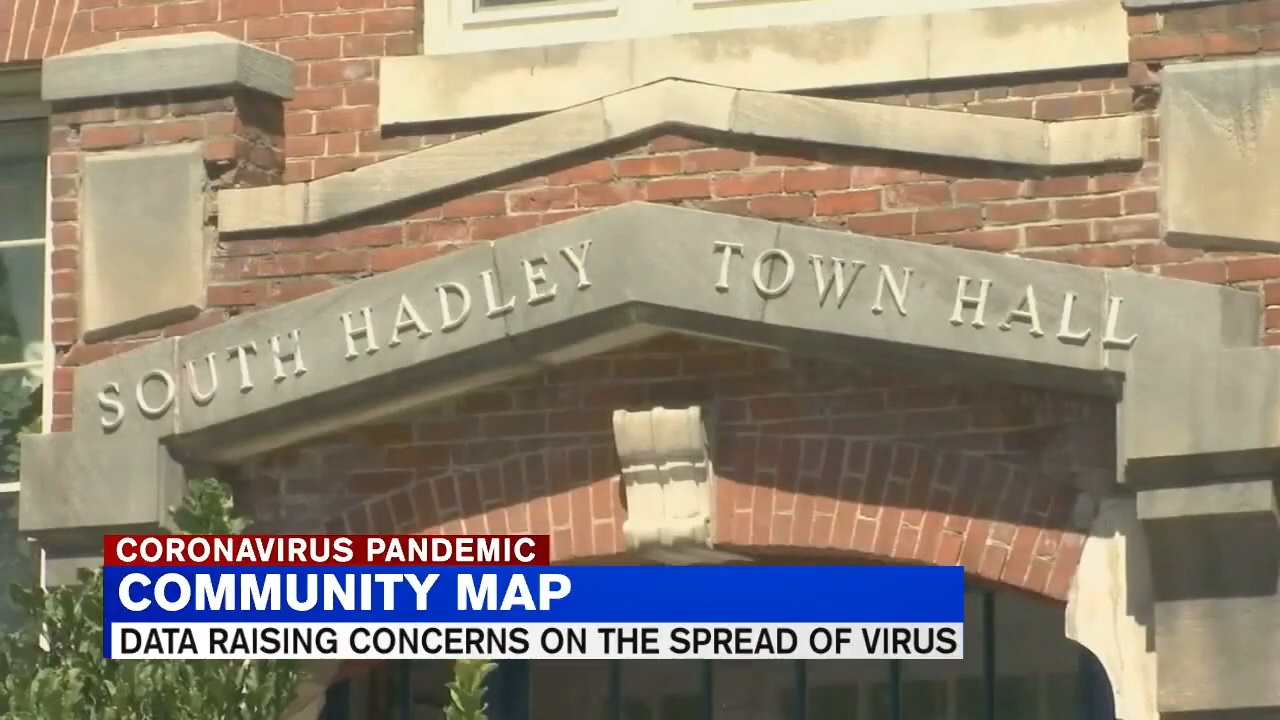 SOUTH HADLEY TOWN HALL
CORONAVIRUS PANDEMIC
COMMUNITY MAP
DATA RAISING CONCERNS ON THE SPREAD OF VIRUS